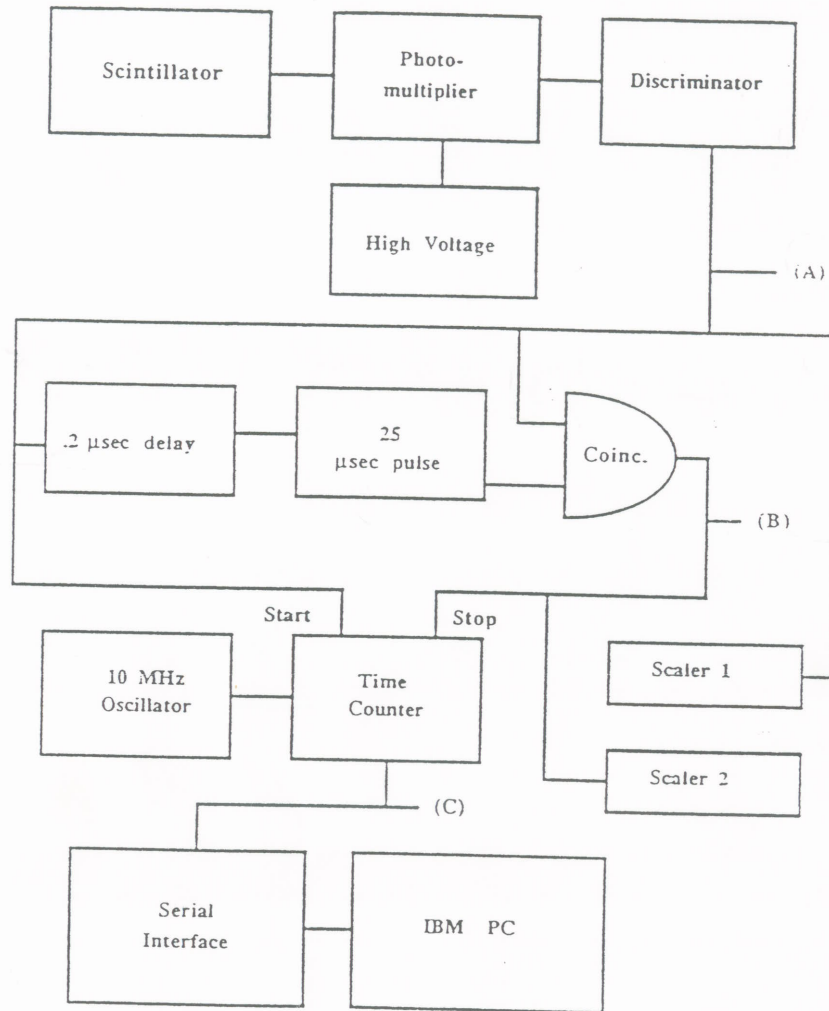 Scintillator
Photo-
multiplier
Discriminator
High Voltage
(A)
.2 μsec delay
25
μsec pulse
Coinc.
(B)
Start
Stop
10 MHz
Oscillator
Time
Counter
Scaler 1
Scaler 2
(C)
Serial
Interface
IBM PC